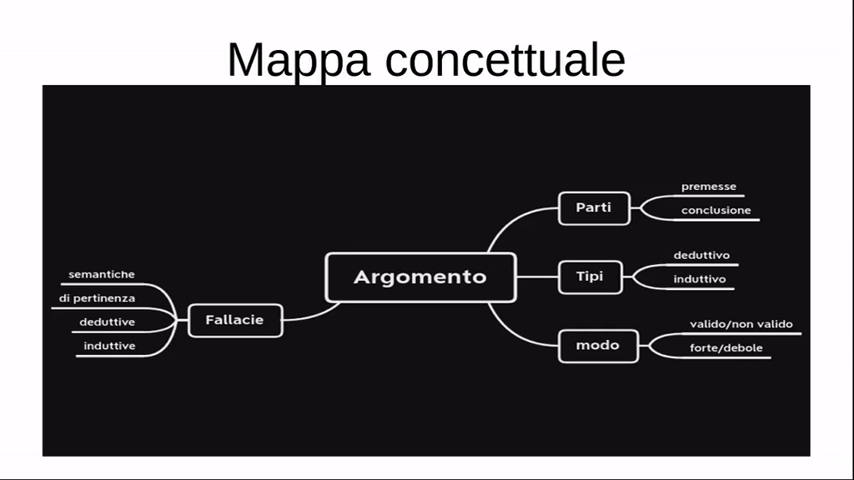 Mappa concettuale
Argomento
Parti
premesse
conclusione
Tipi
deduttivo
induttivo
modo
valido/non valido
forte/debole
Fallacie
semantiche
di pertinenza
deduttive
induttive